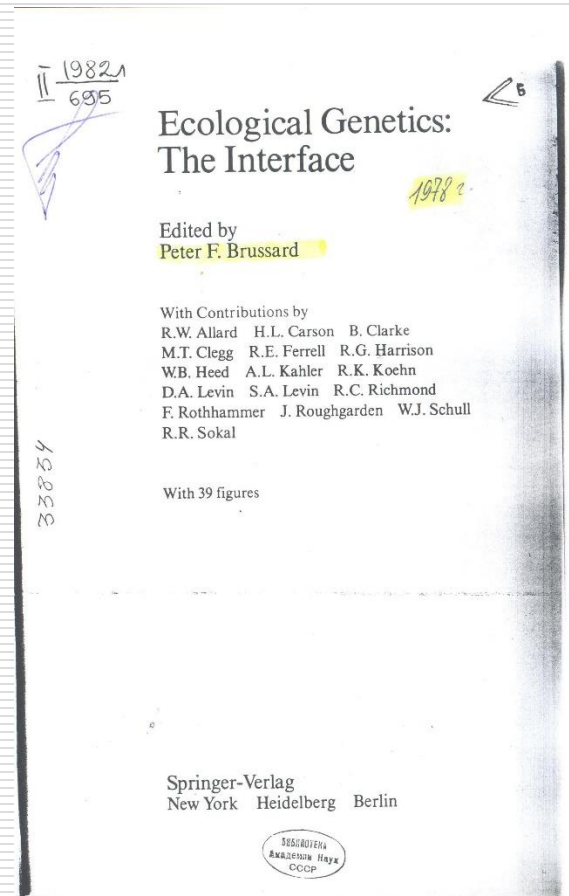 II 1982л
695
Б
Ecological Genetics:
The Interface
1978 г.
Edited by
Peter F. Brussard
With Contributions by
R.W. Allard H.L. Carson B. Clarke
M.T. Clegg R.E. Ferrell R.G. Harrison
W.B. Heed A.L. Kahler R.K. Koehn
D.A. Levin S.A. Levin R.C. Richmond
F. Rothhammer J. Roughgarden W.J. Schull
R.R. Sokal
33854
With 39 figures
Springer-Verlag
New York Heidelberg Berlin
БИБЛИОТЕКА
Академии Наук
СССР